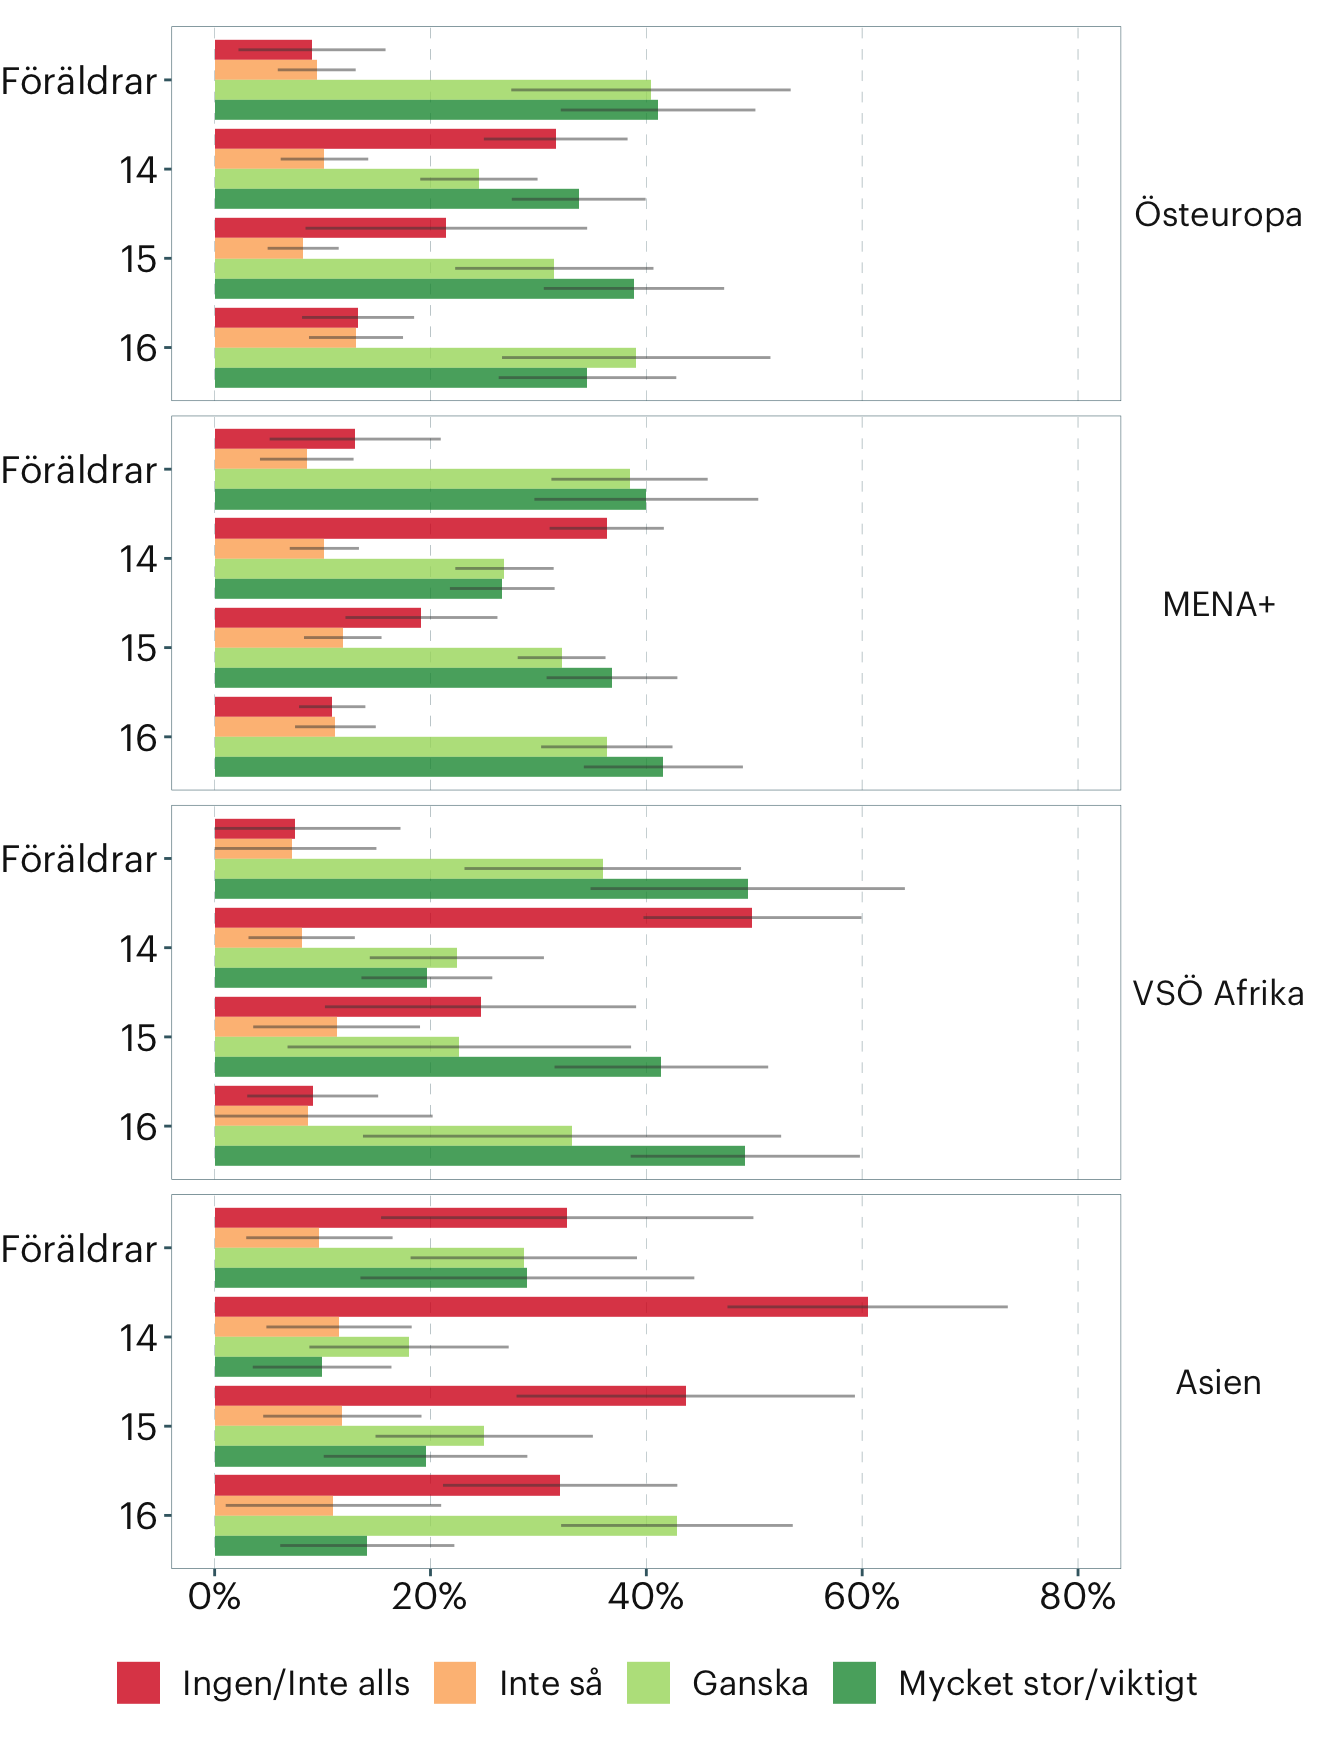 Föräldrar
14
15
16
Östeuropa
Föräldrar
14
15
16
MENA+
Föräldrar
14
15
16
VSÖ Afrika
Föräldrar
14
15
16
Asien
0% 20% 40% 60% 80%
Ingen/Inte alls Inte så Ganska Mycket stor/viktigt